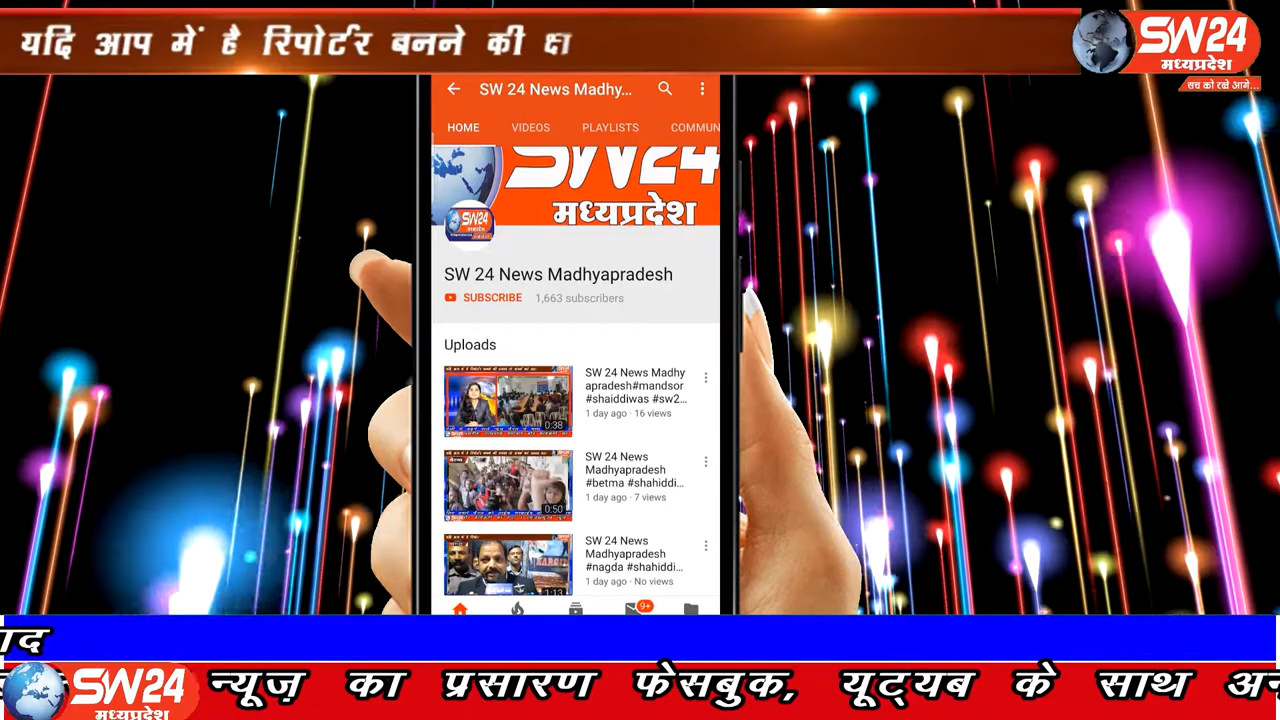 यदि आप में है रिपोर्टर बनने की क्ष
SW24
मध्यप्रदेश
सच को रखे आगे...
SW 24 News Madhy...
HOME VIDEOS PLAYLISTS COMMUN
SW24
मध्यप्रदेश
SW24
SW 24 News Madhyapradesh
SUBSCRIBE 1,663 subscribers
Uploads
SW 24 News Madhy
apradesh#mandsor
#shaiddiwas #sw2...
1 day ago · 16 views
0:38
SW 24 News
Madhyapradesh
#betma #shahiddi...
1 day ago · 7 views
0:50
SW 24 News
Madhyapradesh
#nagda #shahiddi...
1 day ago · No views
1:13
9+
ाद
SW24
मध्यप्रदेश
न्यूज़ का प्रसारण फेसबुक, यूट्यब के साथ अन